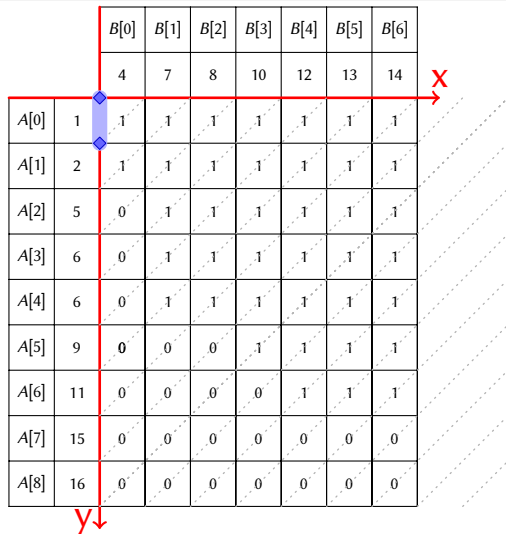 B[0] B[1] B[2] B[3] B[4] B[5] B[6]
4 7 8 10 12 13 14
x
A[0] 1 1 1 1 1 1 1 1
A[1] 2 1 1 1 1 1 1 1
A[2] 5 0 1 1 1 1 1 1
A[3] 6 0 1 1 1 1 1 1
A[4] 6 0 1 1 1 1 1 1
A[5] 9 0 0 0 1 1 1 1
A[6] 11 0 0 0 0 1 1 1
A[7] 15 0 0 0 0 0 0 0
A[8] 16 0 0 0 0 0 0 0
y